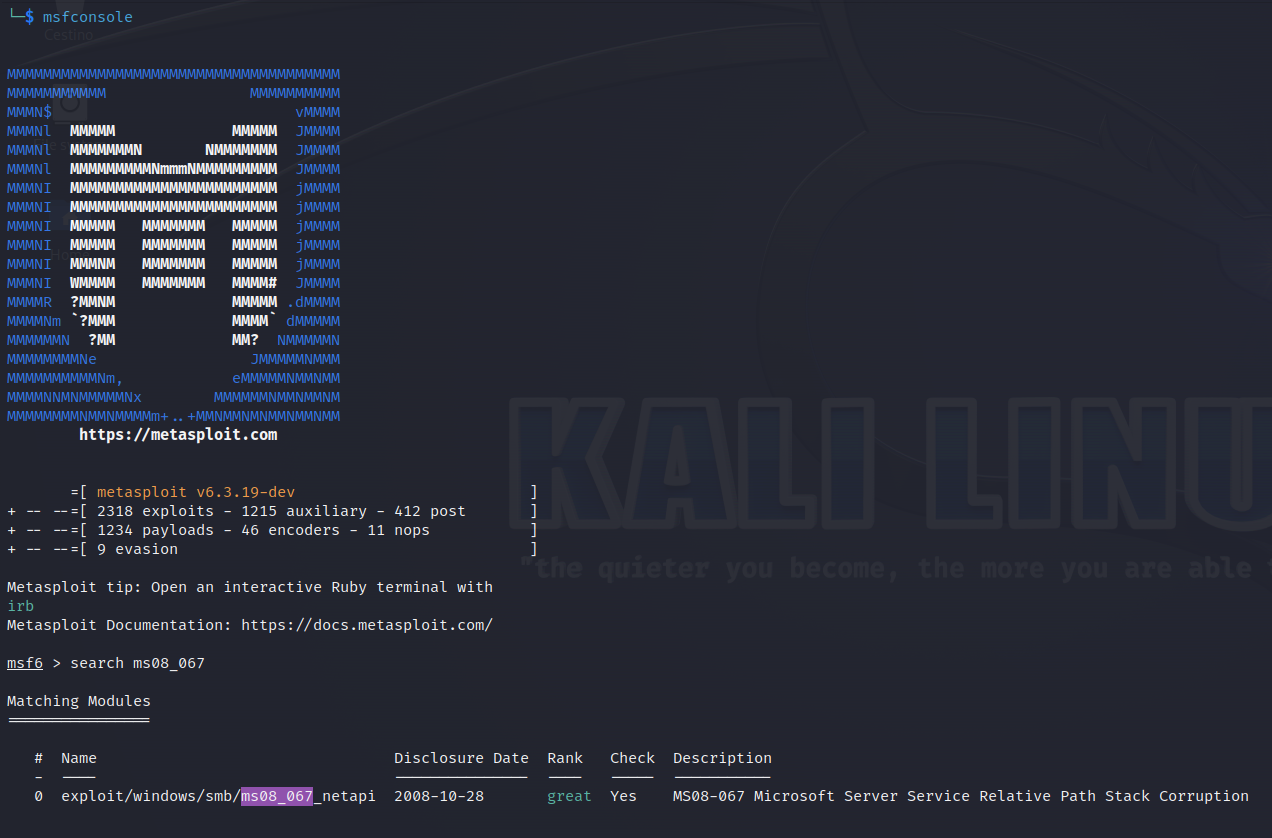 └─$ msfconsole
Cestino
MMMMMMMMMMMMMMMMMMMMMMMMMMMMMMMMMMMMM
MMMMMMMMMMM                MMMMMMMMMM
MMMN$                           vMMMM
MMMNl  MMMMM             MMMMM  JMMMM
MMMNl  MMMMMMMN       NMMMMMMM  JMMMM
MMMNl  MMMMMMMMMNmmmNMMMMMMMMM  JMMMM
MMMNI  MMMMMMMMMMMMMMMMMMMMMMM  jMMMM
MMMNI  MMMMMMMMMMMMMMMMMMMMMMM  jMMMM
MMMNI  MMMMM   MMMMMMM   MMMMM  jMMMM
MMMNI  MMMMM   MMMMMMM   MMMMM  jMMMM
MMMNI  MMMNM   MMMMMMM   MMMMM  jMMMM
MMMNI  WMMMM   MMMMMMM   MMMM#  JMMMM
MMMMR  ?MMNM             MMMMM .dMMMM
MMMMNm `?MMM             MMMM` dMMMMM
MMMMMMN  ?MM             MM?  NMMMMMN
MMMMMMMMNe                 JMMMMMNMMM
MMMMMMMMMMNm,            eMMMMMNMMNMM
MMMMNNMNMMMMMNx        MMMMMMNMMNMMNM
MMMMMMMMNMMNMMMMm+..+MMNMMNMNMMNMMNMM
https://metasploit.com
=[ metasploit v6.3.19-dev ]
+ -- --=[ 2318 exploits - 1215 auxiliary - 412 post ]
+ -- --=[ 1234 payloads - 46 encoders - 11 nops ]
+ -- --=[ 9 evasion ]
KALI LINU
"the quieter you become, the more you are able
Metasploit tip: Open an interactive Ruby terminal with
irb
Metasploit Documentation: https://docs.metasploit.com/
msf6 > search ms08_067
Matching Modules
================
# Name Disclosure Date Rank Check Description
- ---- --------------- ---- ----- -----------
0 exploit/windows/smb/ms08_067_netapi 2008-10-28 great Yes MS08-067 Microsoft Server Service Relative Path Stack Corruption